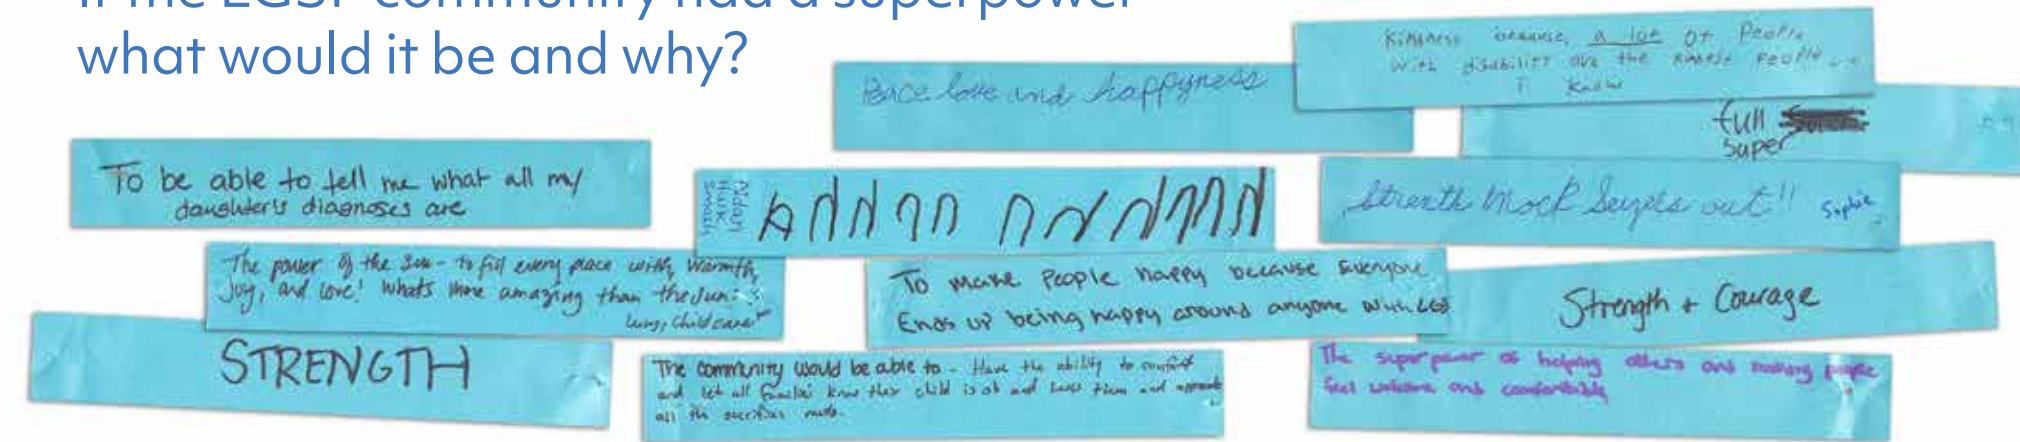 what would it be and why?
Kindness because, a lot of People
with disability are the kindest People..
I know
Peace love and happyness
full
super
To be able to tell me what all my
daughter's diagnoses are
Aidan
Hawk
Smash
Strenth Mock out!! Sophie
The power of the sun - to fill every place with warmth,
Joy, and love! Whats more amazing than the sun?
child care
To make People happy because Everyone
Ends up being happy around anyone with LGS
Strength + Courage
STRENGTH
The community would be able to - Have the ability to comfort
and let all families know their child is ok and loves them and
all the sacrifices made.
The superpower of helping others and making people
feel welcome and comfortable